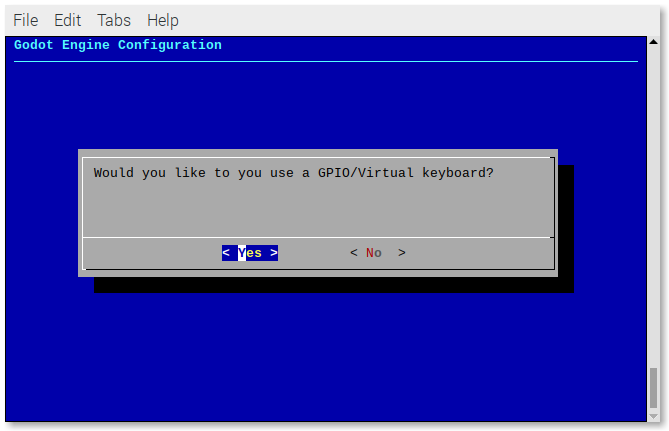 File Edit Tabs Help
Godot Engine Configuration
Would you like to you use a GPIO/Virtual keyboard?
< Yes > < No >